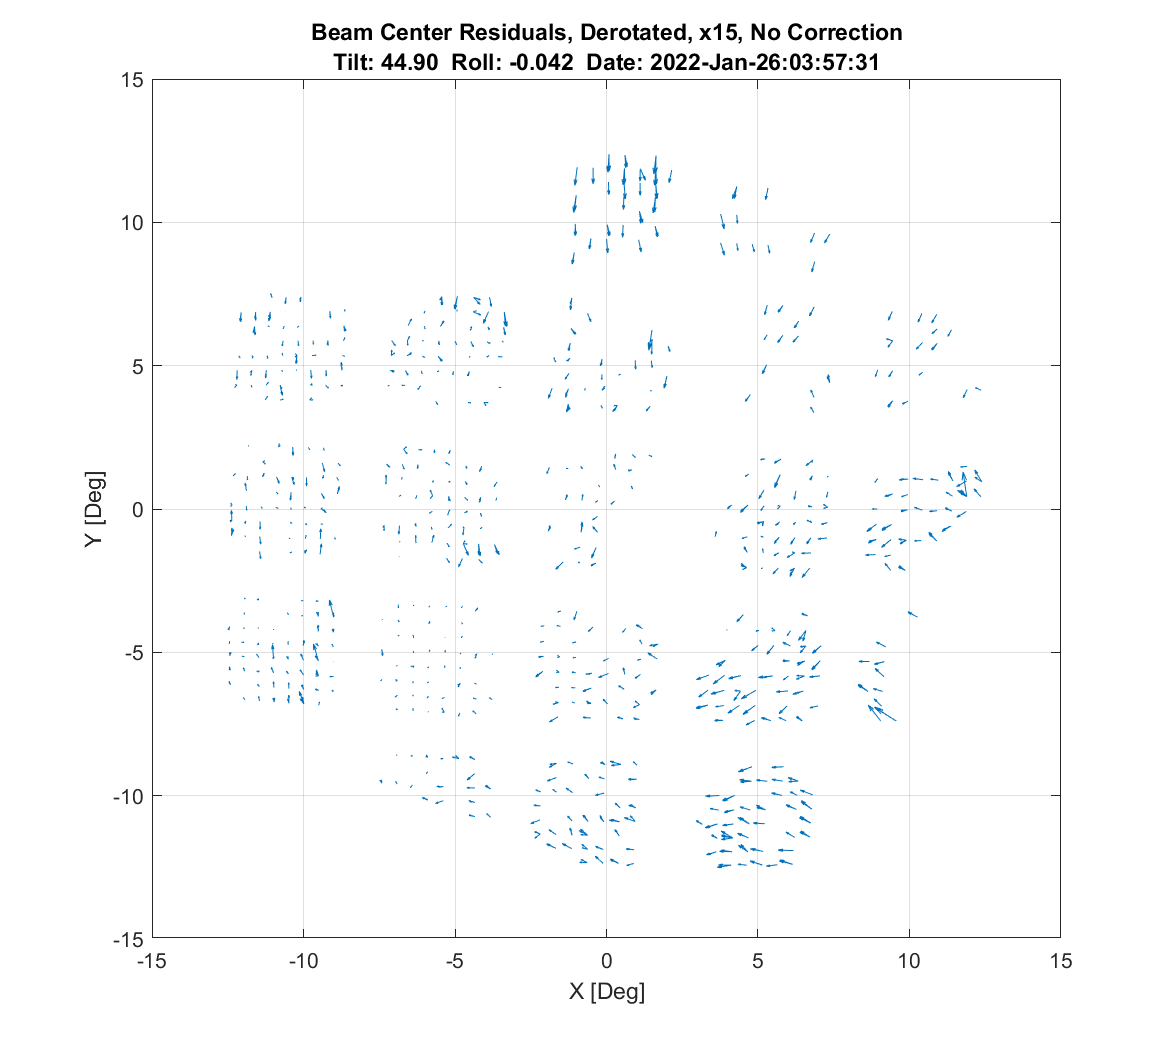 Beam Center Residuals, Derotated, x15, No Correction
Tilt: 44.90  Roll: -0.042  Date: 2022-Jan-26:03:57:31
15
10
5
0
-5
-10
-15
Y [Deg]
-15 -10 -5 0 5 10 15
X [Deg]